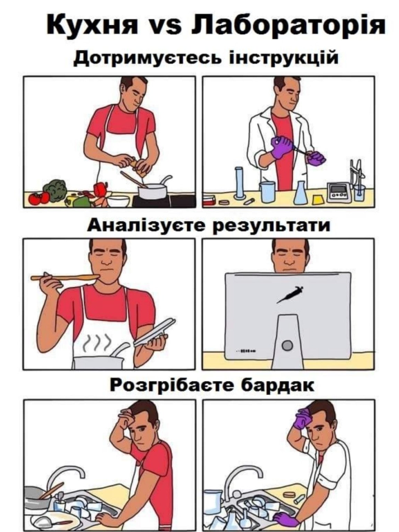 Кухня vs Лабораторія
Дотримуєтесь інструкцій
Аналізуєте результати
Розгрібаєте бардак